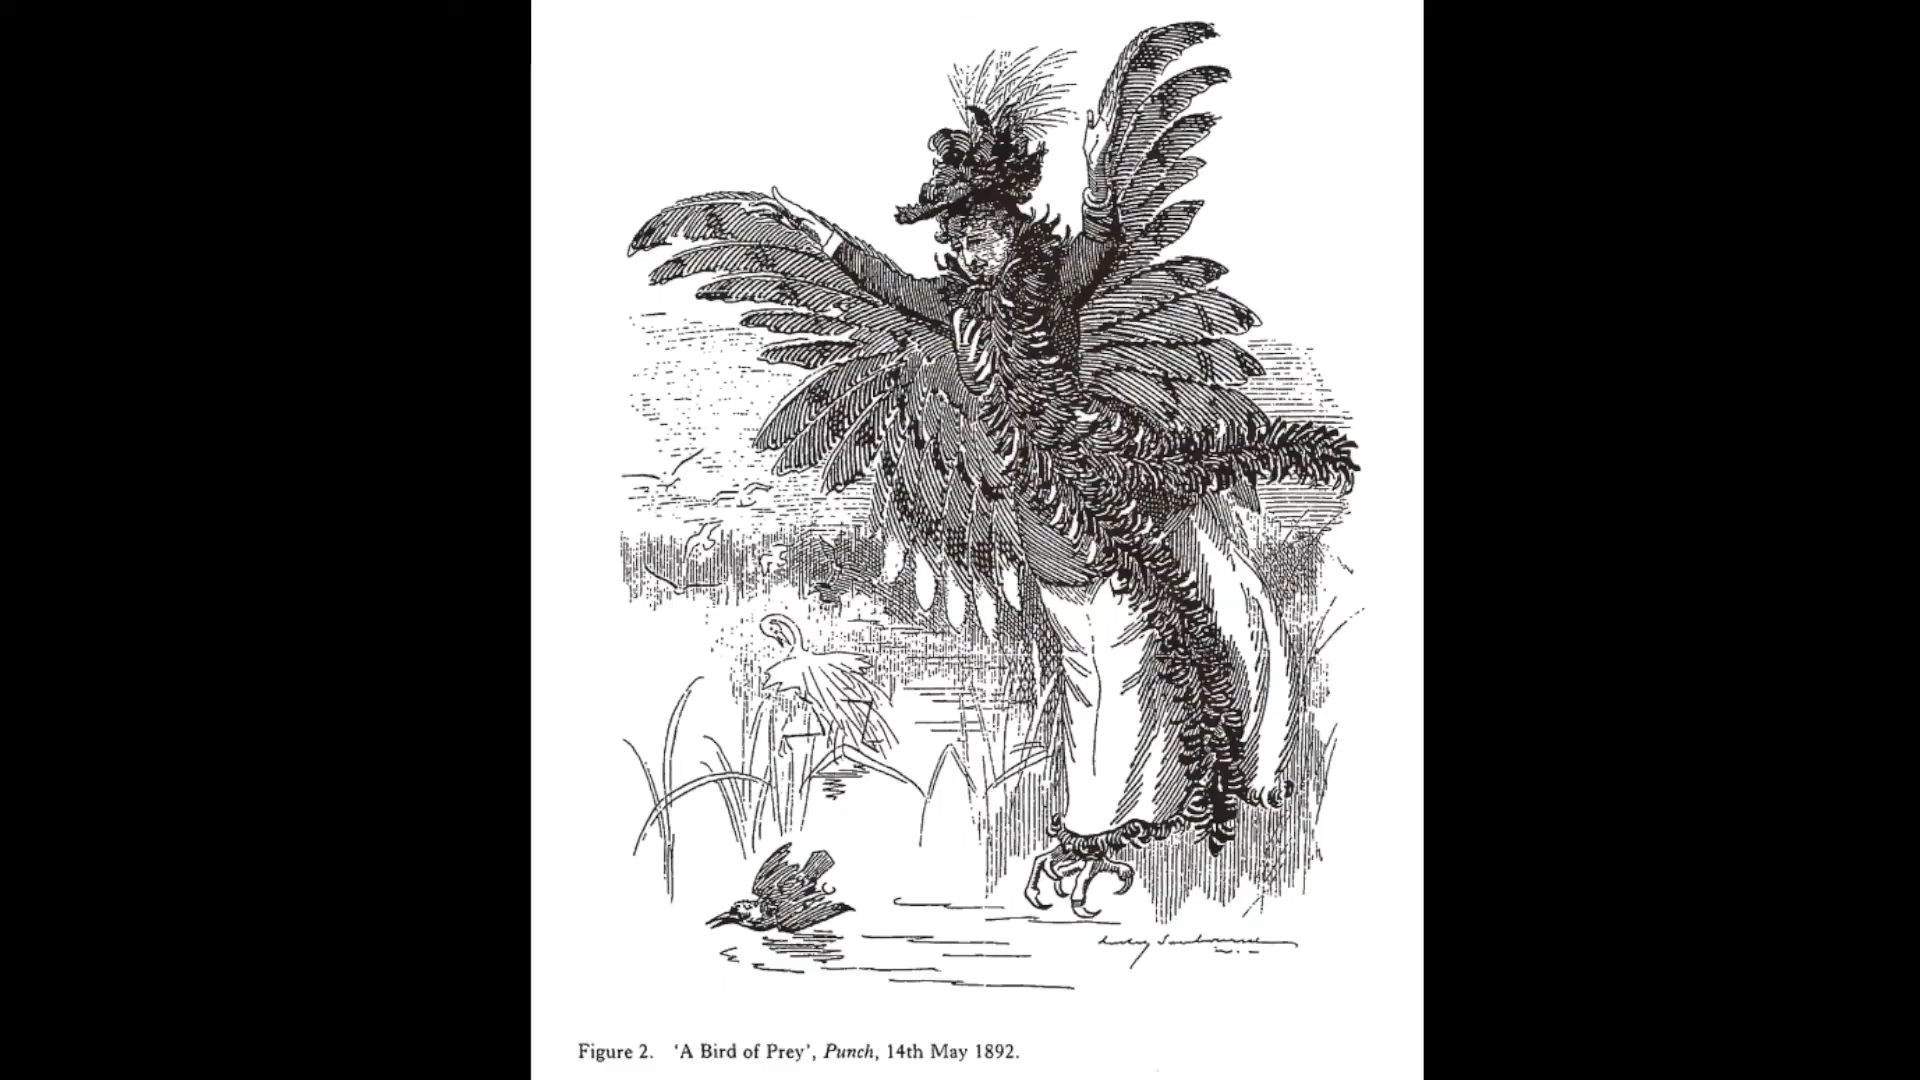 Figure 2. ‘A Bird of Prey’, Punch, 14th May 1892.